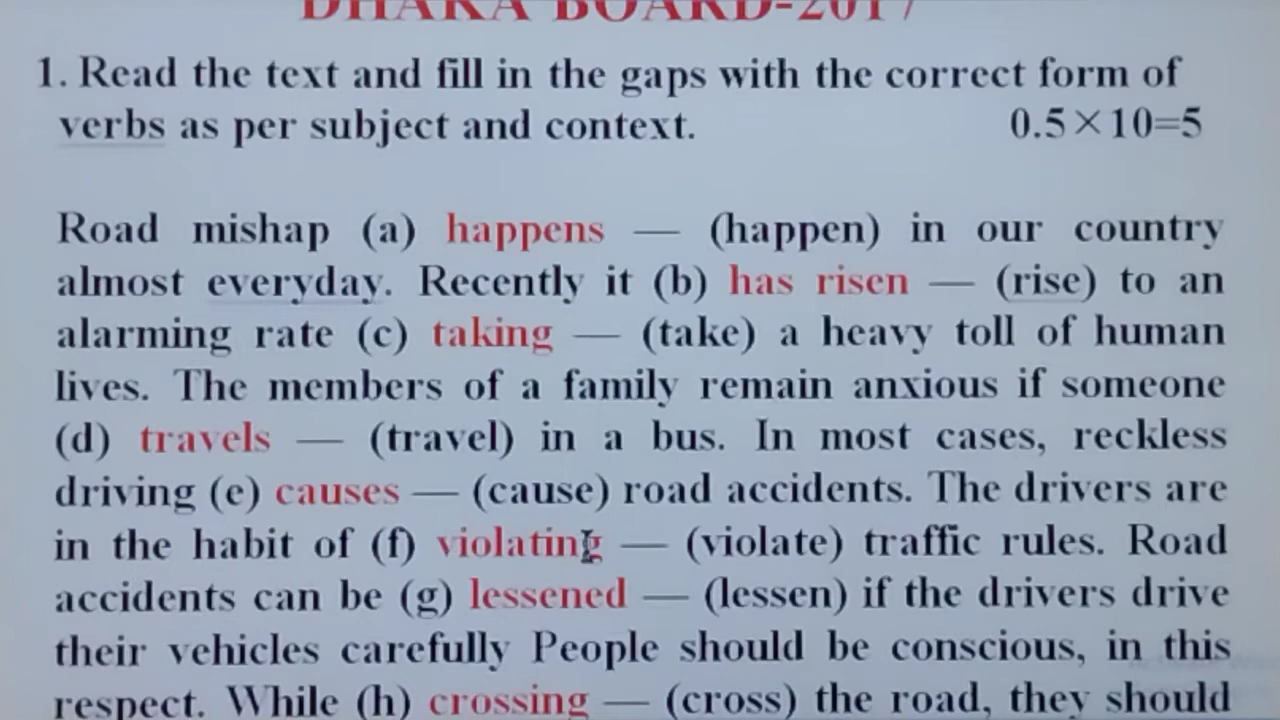 DHAKA BOARD-2017
1. Read the text and fill in the gaps with the correct form of
verbs as per subject and context. 0.5×10=5
Road mishap (a) happens — (happen) in our country
almost everyday. Recently it (b) has risen — (rise) to an
alarming rate (c) taking — (take) a heavy toll of human
lives. The members of a family remain anxious if someone
(d) travels — (travel) in a bus. In most cases, reckless
driving (e) causes — (cause) road accidents. The drivers are
in the habit of (f) violating — (violate) traffic rules. Road
accidents can be (g) lessened — (lessen) if the drivers drive
their vehicles carefully People should be conscious, in this
respect. While (h) crossing — (cross) the road, they should